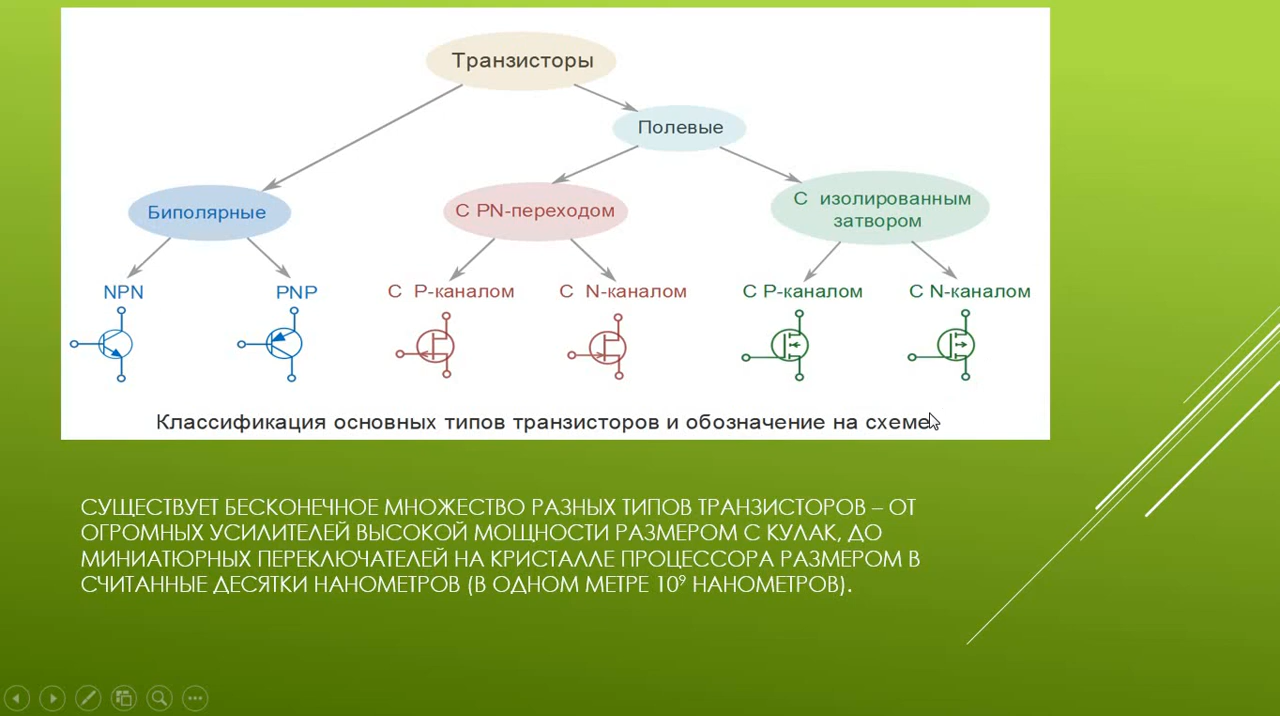 Транзисторы
Полевые
Биполярные
С PN-переходом
С изолированным
затвором
NPN
PNP
С P-каналом
С N-каналом
С P-каналом
С N-каналом
Классификация основных типов транзисторов и обозначение на схеме
СУЩЕСТВУЕТ БЕСКОНЕЧНОЕ МНОЖЕСТВО РАЗНЫХ ТИПОВ ТРАНЗИСТОРОВ – ОТ
ОГРОМНЫХ УСИЛИТЕЛЕЙ ВЫСОКОЙ МОЩНОСТИ РАЗМЕРОМ С КУЛАК, ДО
МИНИАТЮРНЫХ ПЕРЕКЛЮЧАТЕЛЕЙ НА КРИСТАЛЛЕ ПРОЦЕССОРА РАЗМЕРОМ В
СЧИТАННЫЕ ДЕСЯТКИ НАНОМЕТРОВ (В ОДНОМ МЕТРЕ 10⁹ НАНОМЕТРОВ).